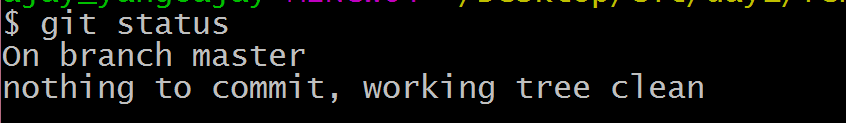 $ git status
On branch master
nothing to commit, working tree clean